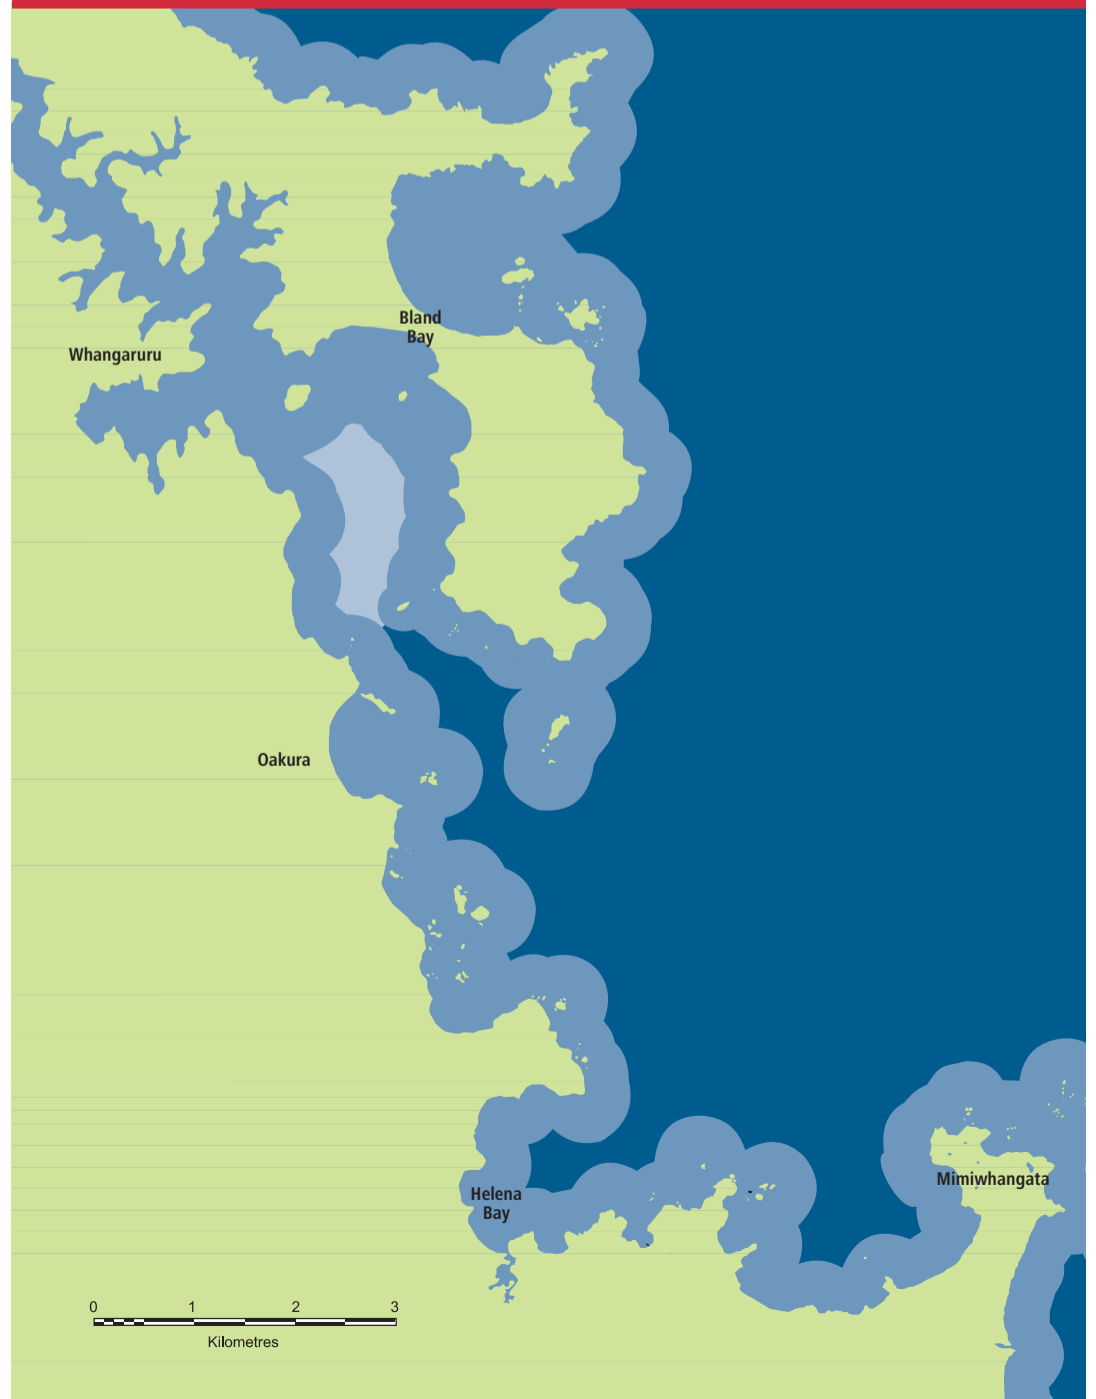 Bland
Bay
Whangaruru
Oakura
Mimiwhangata
Helena
Bay
0 1 2 3
Kilometres